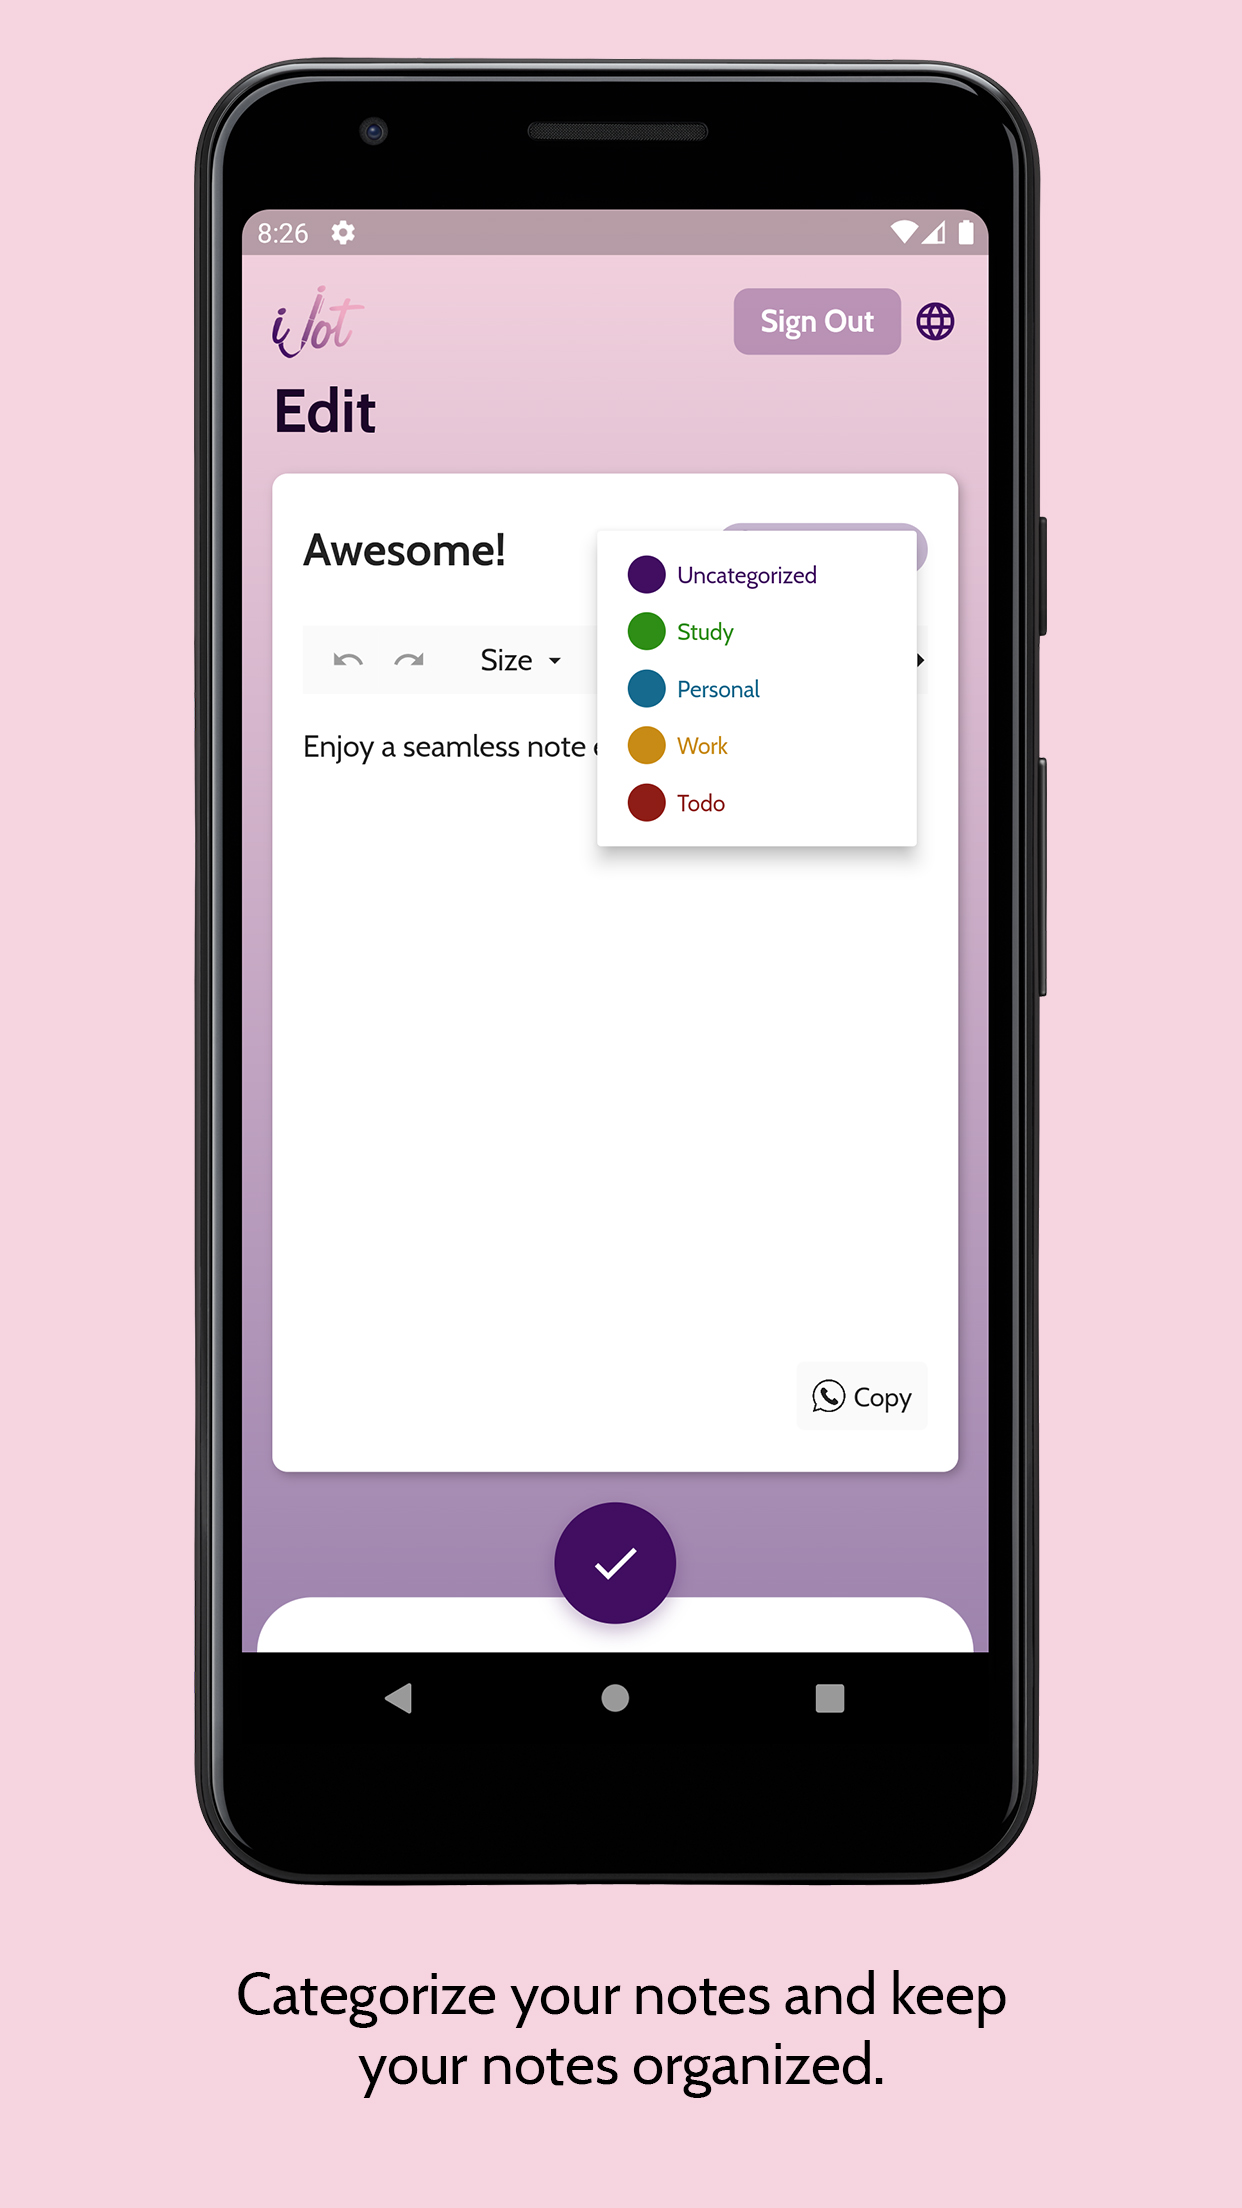 8:26
iJot
Sign Out
Edit
Awesome!
Uncategorized
Study
Size
Personal
Enjoy a seamless note
Work
Todo
Copy
Categorize your notes and keep
your notes organized.